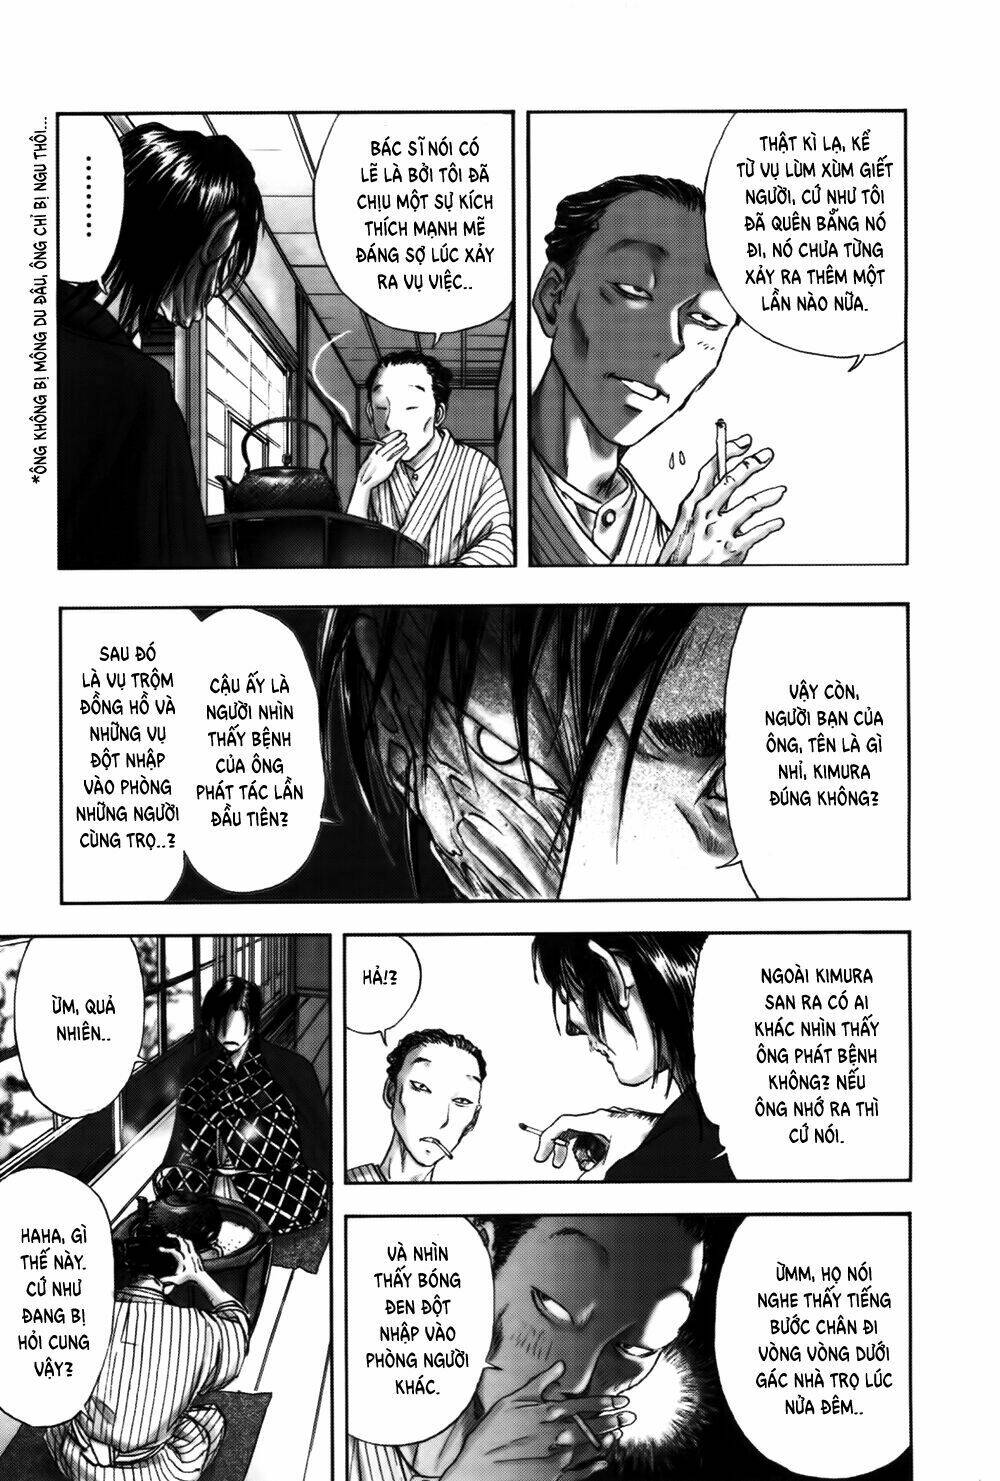 THẬT KÌ LẠ, KỂ
TỪ VỤ LÙM XÙM GIẾT
NGƯỜI, CỨ NHƯ TÔI
ĐÃ QUÊN BẴNG NÓ
ĐI, NÓ CHƯA TỪNG
XẢY RA THÊM MỘT
LẦN NÀO NỮA.
BÁC SĨ NÓI CÓ
LẼ LÀ BỞI TÔI ĐÃ
CHỊU MỘT SỰ KÍCH
THÍCH MẠNH MẼ
ĐÁNG SỢ LÚC XẢY
RA VỤ VIỆC..
.........
*ÔNG KHÔNG BỊ MỘNG DU ĐÂU, ÔNG CHỈ BỊ NGU THÔI...
VẬY CÒN,
NGƯỜI BẠN CỦA
ÔNG, TÊN LÀ GÌ
NHỈ, KIMURA
ĐÚNG KHÔNG?
CẬU ẤY LÀ
NGƯỜI NHÌN
THẤY BỆNH
CỦA ÔNG
PHÁT TÁC LẦN
ĐẦU TIÊN?
SAU ĐÓ
LÀ VỤ TRỘM
ĐỒNG HỒ VÀ
NHỮNG VỤ
ĐỘT NHẬP
VÀO PHÒNG
NHỮNG NGƯỜI
CÙNG TRỌ..?
NGOÀI KIMURA
SAN RA CÓ AI
KHÁC NHÌN THẤY
ÔNG PHÁT BỆNH
KHÔNG? NẾU
ÔNG NHỚ RA THÌ
CỨ NÓI.
HẢ!?
ỪMM, HỌ NÓI
NGHE THẤY TIẾNG
BƯỚC CHÂN ĐI
VÒNG VÒNG DƯỚI
GÁC NHÀ TRỌ LÚC
NỬA ĐÊM..
VÀ NHÌN
THẤY BÓNG
ĐEN ĐỘT
NHẬP VÀO
PHÒNG NGƯỜI
KHÁC.
ỪM, QUẢ
NHIÊN..
HAHA, GÌ
THẾ NÀY.
CỨ NHƯ
ĐANG BỊ
HỎI CUNG
VẬY?